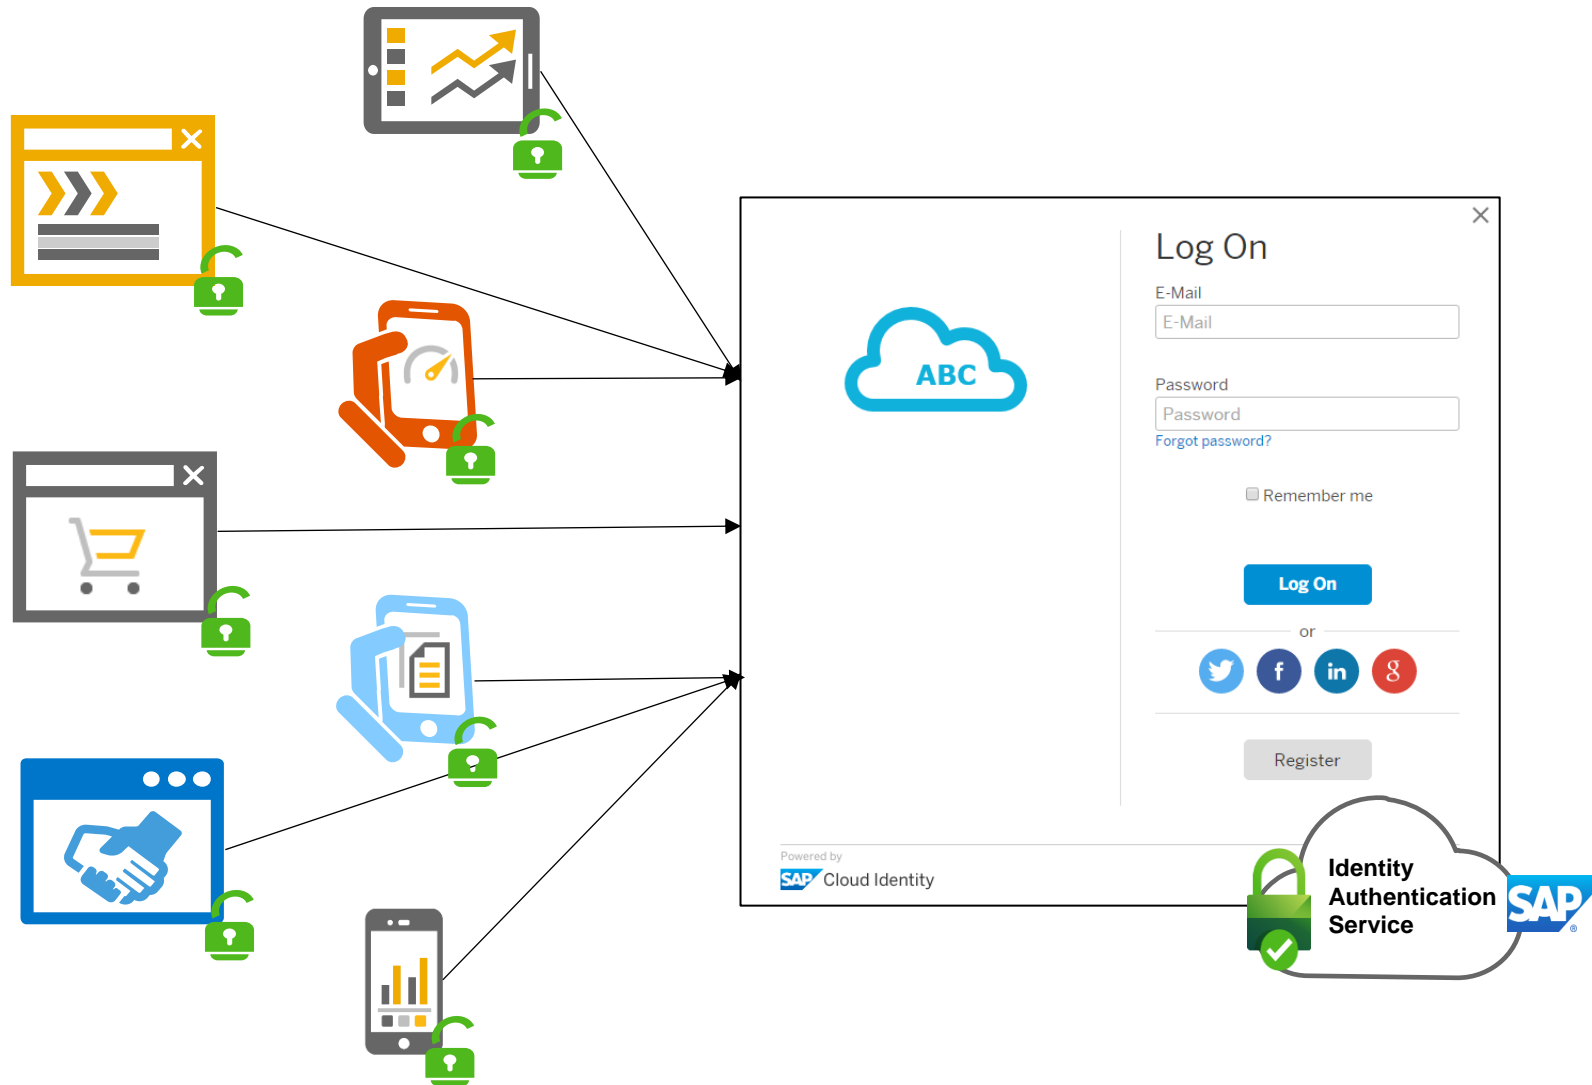 Log On
E-Mail
E-Mail
ABC
Password
Password
Forgot password?
Remember me
Log On
or
f
in
g
Register
Powered by
SAP Cloud Identity
Identity
Authentication
Service
SAP
®